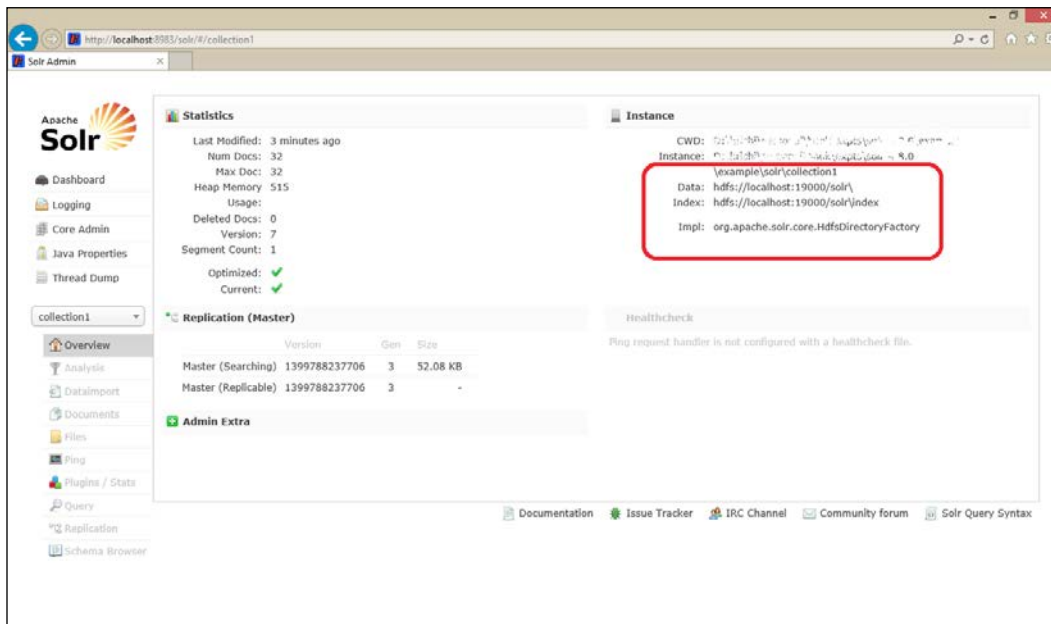 http://localhost:8983/solr/#/collection1
Solr Admin
Apache
Solr
Dashboard
Logging
Core Admin
Java Properties
Thread Dump
collection1
Overview
Analysis
Dataimport
Documents
Files
Ping
Plugins / Stats
Query
Replication
Schema Browser
Statistics
Last Modified: 3 minutes ago
Num Docs: 32
Max Doc: 32
Heap Memory 515
Usage:
Deleted Docs: 0
Version: 7
Segment Count: 1
Optimized:
Current:
Instance
CWD:
Instance: 8.0
\example\solr\collection1
Data: hdfs://localhost:19000/solr\
Index: hdfs://localhost:19000/solr\index
Impl: org.apache.solr.core.HdfsDirectoryFactory
Replication (Master)
Version Gen Size
Master (Searching) 1399788237706 3 52.08 KB
Master (Replicable) 1399788237706 3 -
Healthcheck
Ping request handler is not configured with a healthcheck file.
Admin Extra
Documentation Issue Tracker IRC Channel Community forum Solr Query Syntax